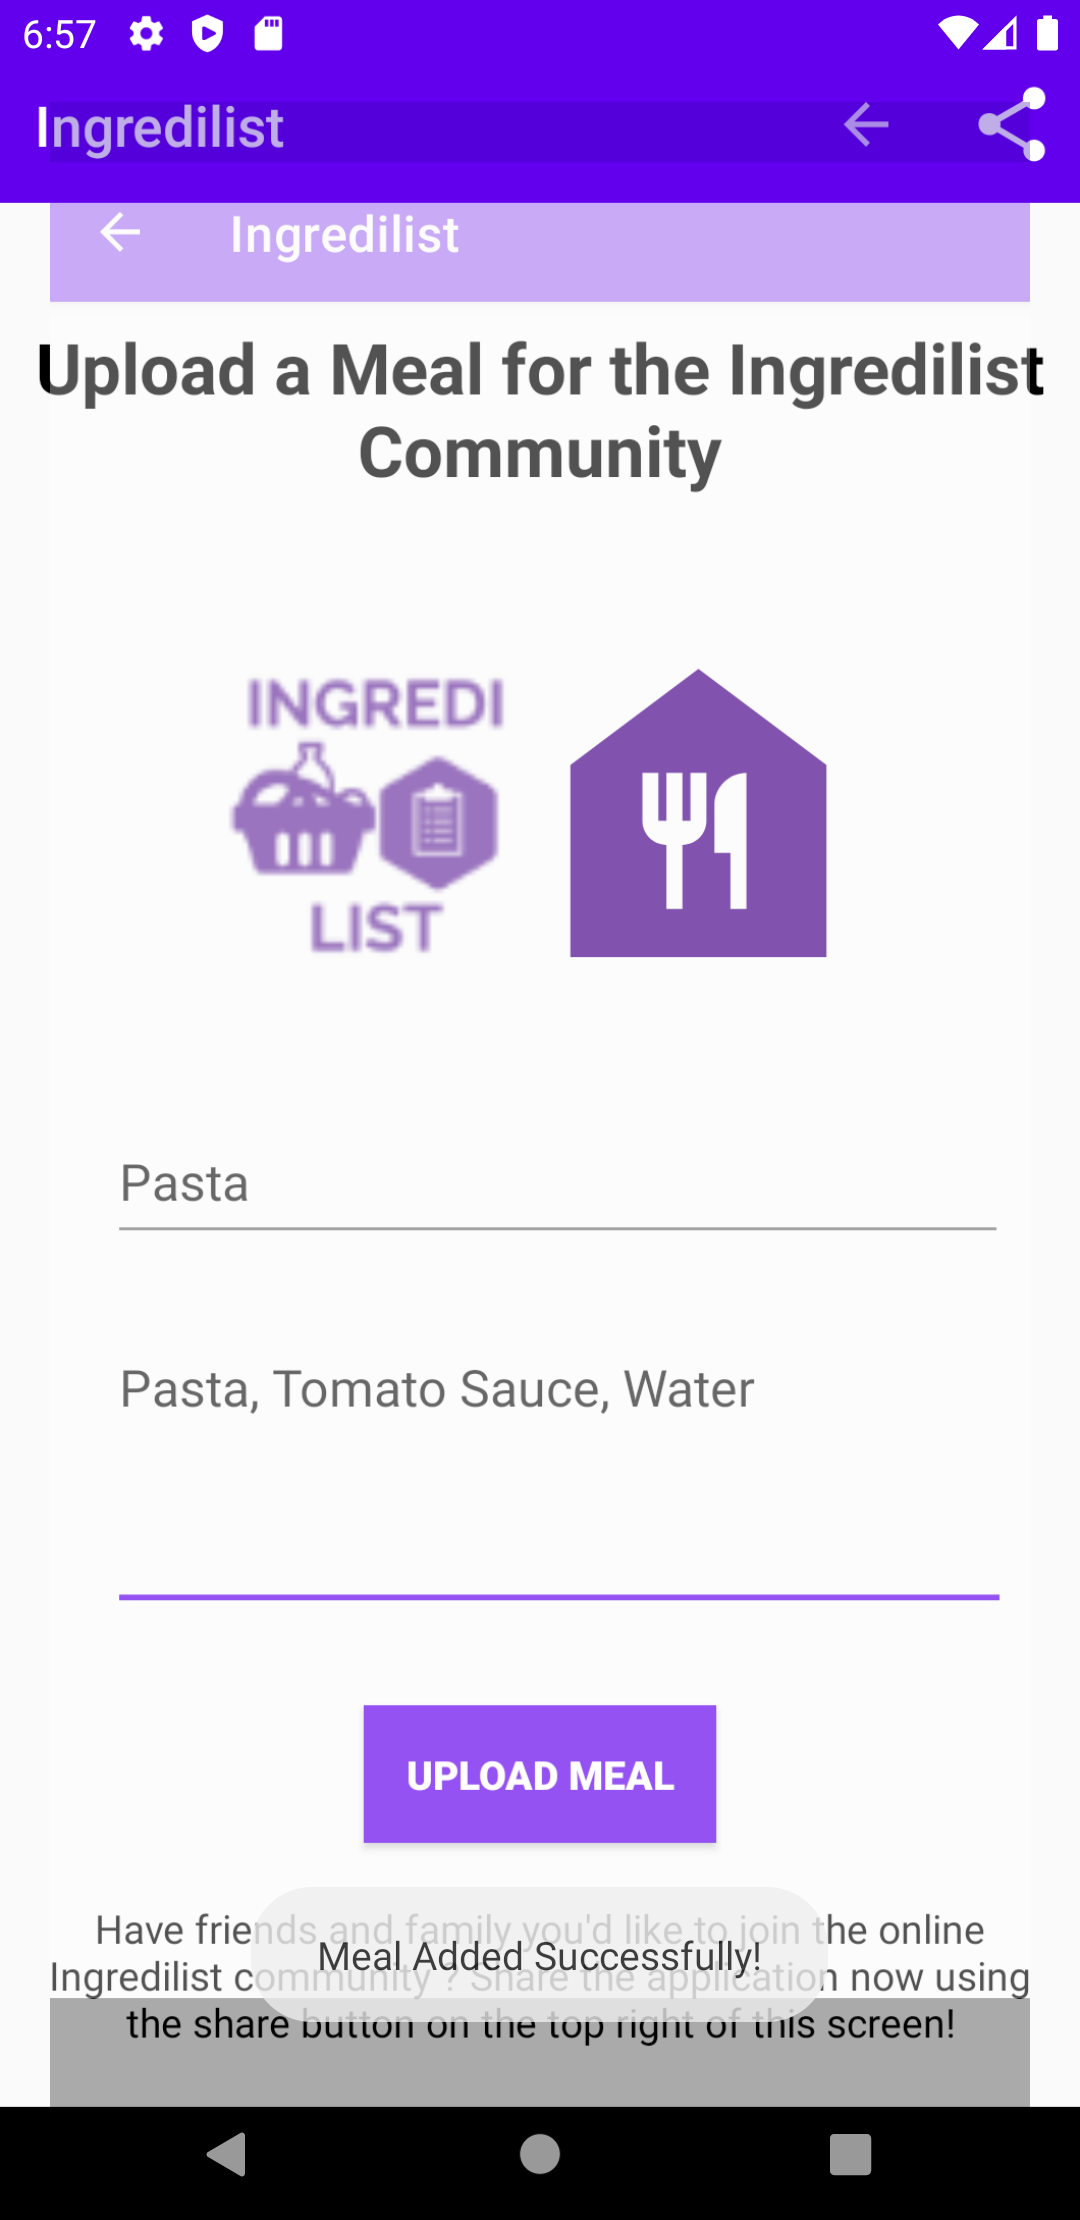 6:57
Ingredilist
Ingredilist
Upload a Meal for the Ingredilist
Community
INGREDI
LIST
Pasta
Pasta, Tomato Sauce, Water
UPLOAD MEAL
Have friends and family you'd like to join the online
Ingredilist community ? Share the application now using
the share button on the top right of this screen!
Meal Added Successfully!